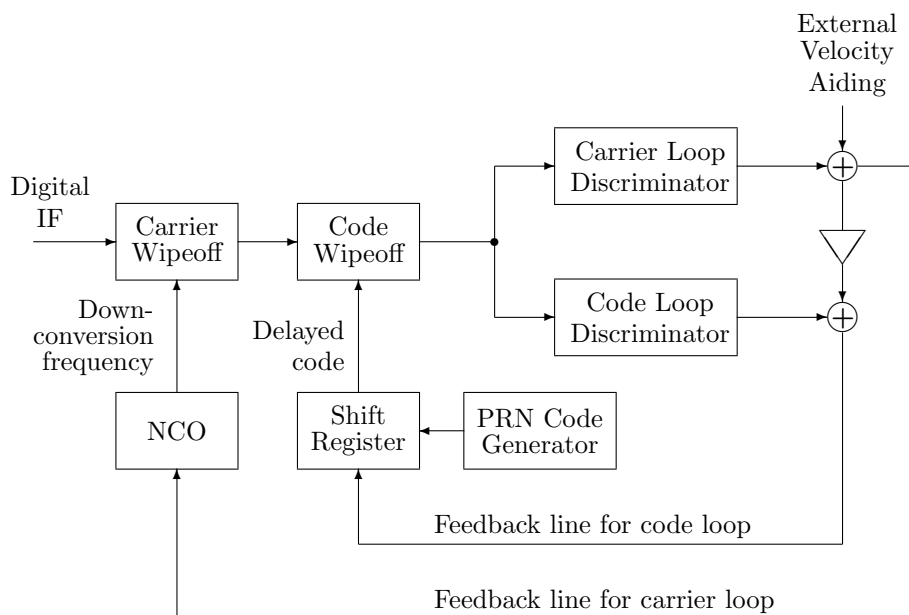 External
Velocity
Aiding
Carrier Loop
Discriminator
Digital
IF
Carrier
Wipeoff
Code
Wipeoff
Code Loop
Discriminator
Down-
conversion
frequency
Delayed
code
NCO
Shift
Register
PRN Code
Generator
Feedback line for code loop
Feedback line for carrier loop